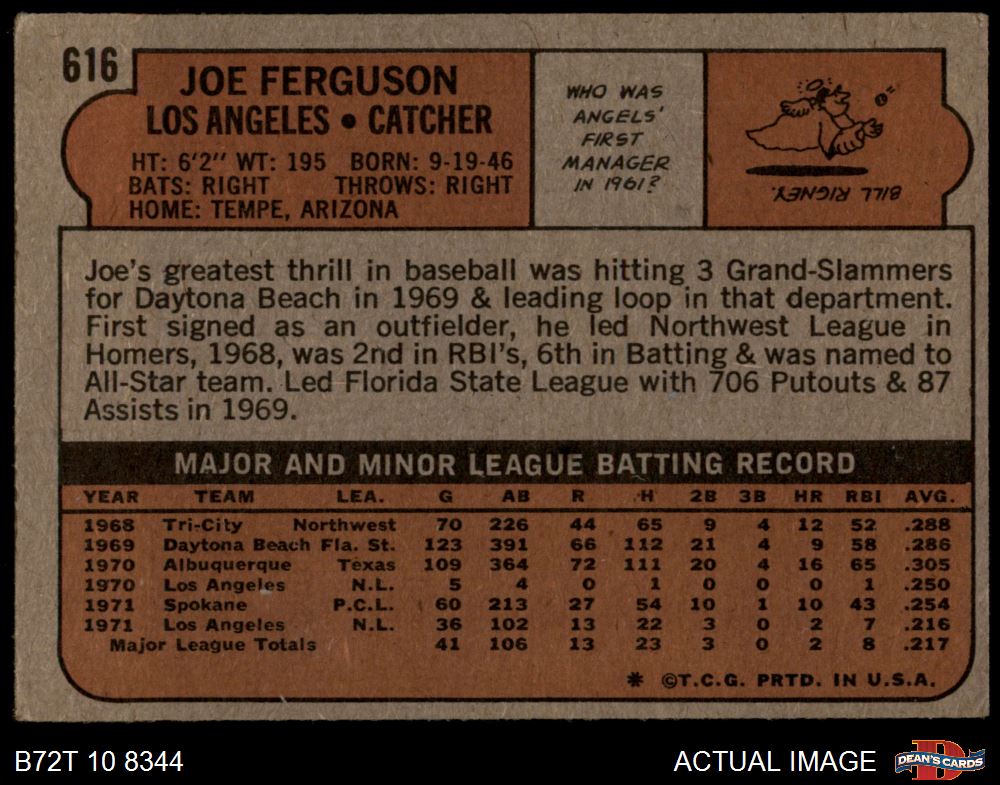 616
JOE FERGUSON
LOS ANGELES • CATCHER
HT: 6'2" WT: 195 BORN: 9-19-46
BATS: RIGHT THROWS: RIGHT
HOME: TEMPE, ARIZONA
WHO WAS
ANGELS'
FIRST
MANAGER
IN 1961?
BILL RIGNEY.
Joe's greatest thrill in baseball was hitting 3 Grand-Slammers
for Daytona Beach in 1969 & leading loop in that department.
First signed as an outfielder, he led Northwest League in
Homers, 1968, was 2nd in RBI's, 6th in Batting & was named to
All-Star team. Led Florida State League with 706 Putouts & 87
Assists in 1969.
MAJOR AND MINOR LEAGUE BATTING RECORD
YEAR TEAM LEA. G AB R H 2B 3B HR RBI AVG.
1968 Tri-City Northwest 70 226 44 65 9 4 12 52 .288
1969 Daytona Beach Fla. St. 123 391 66 112 21 4 9 58 .286
1970 Albuquerque Texas 109 364 72 111 20 4 16 65 .305
1970 Los Angeles N.L. 5 4 0 1 0 0 0 1 .250
1971 Spokane P.C.L. 60 213 27 54 10 1 10 43 .254
1971 Los Angeles N.L. 36 102 13 22 3 0 2 7 .216
Major League Totals 41 106 13 23 3 0 2 8 .217
* ©T.C.G. PRTD. IN U.S.A.
B72T 10 8344 ACTUAL IMAGE DEAN'S CARDS